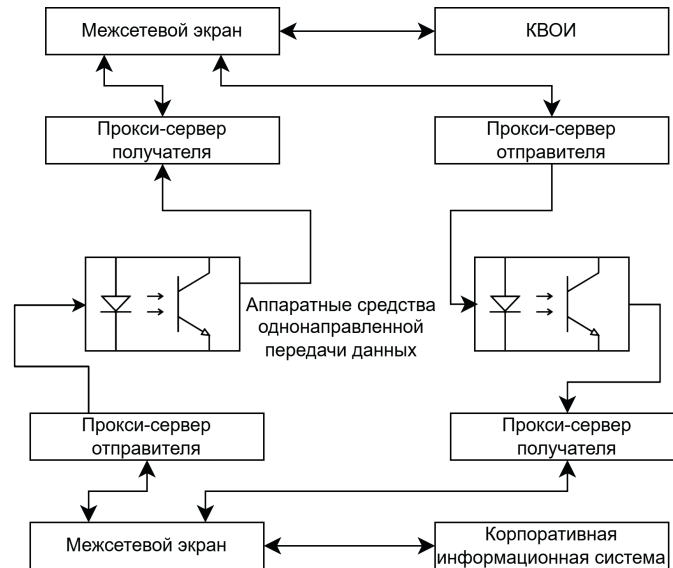 Межсетевой экран
КВОИ
Прокси-сервер
получателя
Прокси-сервер
отправителя
Аппаратные средства
однонаправленной
передачи данных
Прокси-сервер
отправителя
Прокси-сервер
получателя
Межсетевой экран
Корпоративная
информационная система